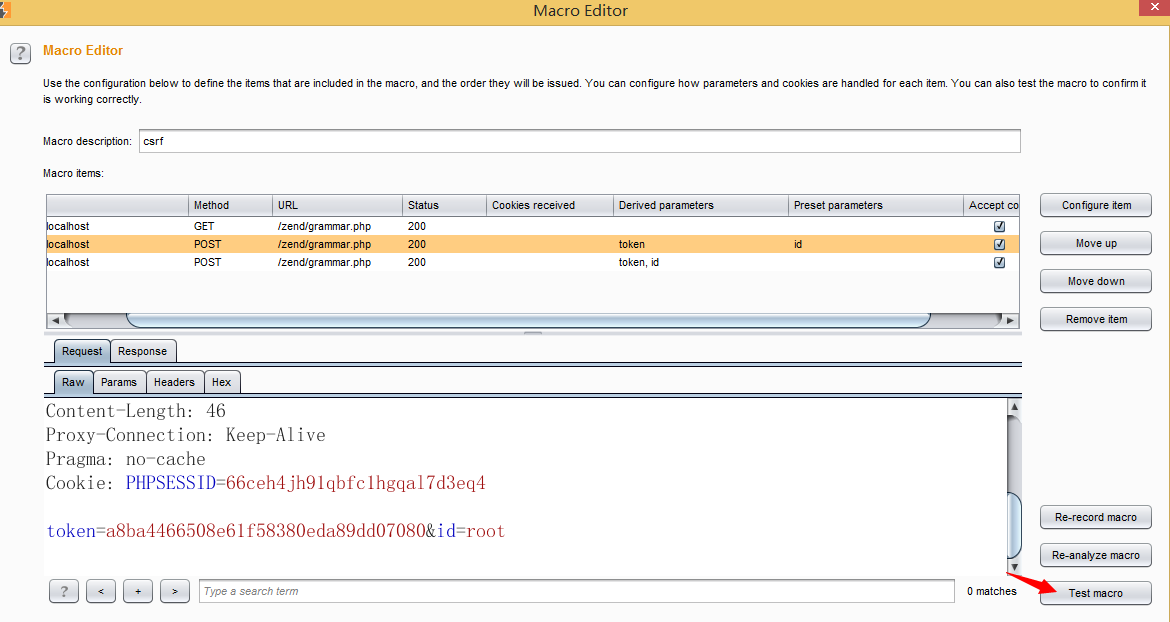 Macro Editor
Macro Editor
Use the configuration below to define the items that are included in the macro, and the order they will be issued. You can configure how parameters and cookies are handled for each item. You can also test the macro to confirm it
is working correctly.
Macro description: csrf
Macro items:
Method URL Status Cookies received Derived parameters Preset parameters Accept co
localhost GET /zend/grammar.php 200
localhost POST /zend/grammar.php 200 token id
localhost POST /zend/grammar.php 200 token, id
Configure item
Move up
Move down
Remove item
Request Response
Raw Params Headers Hex
Content-Length: 46
Proxy-Connection: Keep-Alive
Pragma: no-cache
Cookie: PHPSESSID=66ceh4jh91qbfc1hgqal7d3eq4
token=a8ba4466508e61f58380eda89dd07080&id=root
Re-record macro
Re-analyze macro
Test macro
? < + > Type a search term 0 matches